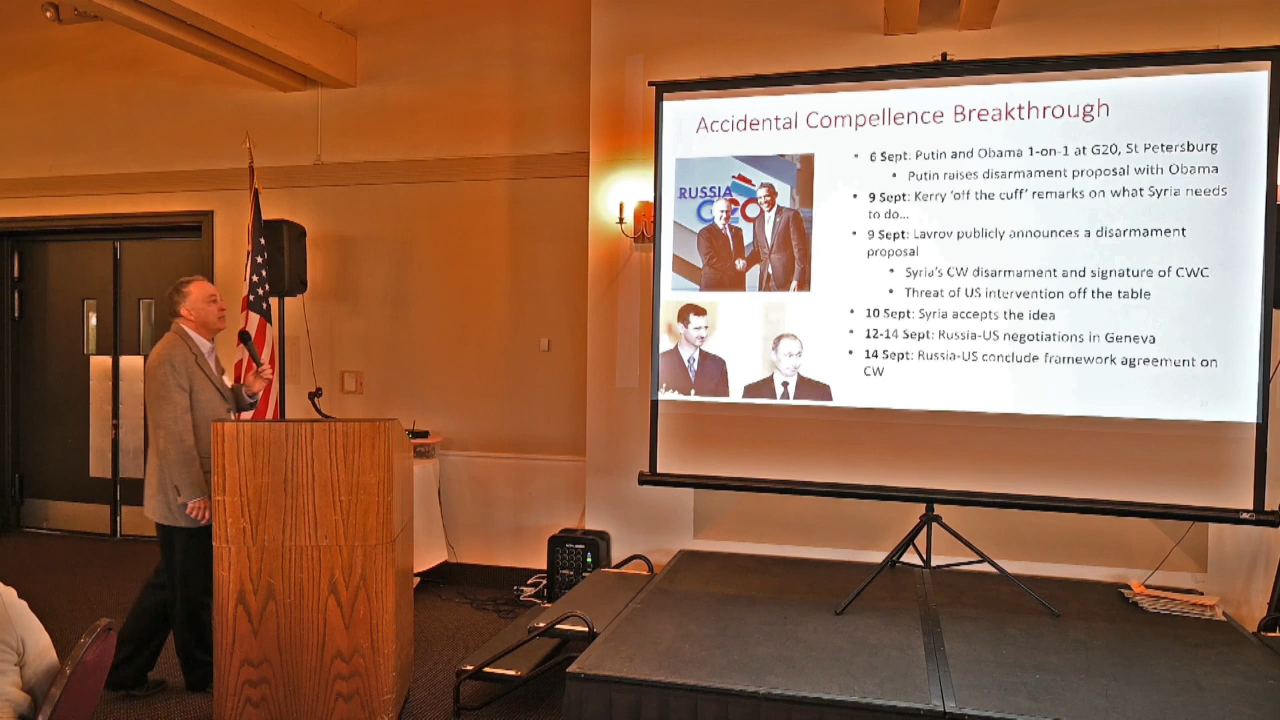 Accidental Compellence Breakthrough
RUSSIA
G20
• 6 Sept: Putin and Obama 1-on-1 at G20, St Petersburg
• Putin raises disarmament proposal with Obama
• 9 Sept: Kerry 'off the cuff' remarks on what Syria needs
to do...
• 9 Sept: Lavrov publicly announces a disarmament
proposal
• Syria's CW disarmament and signature of CWC
• Threat of US intervention off the table
• 10 Sept: Syria accepts the idea
• 12-14 Sept: Russia-US negotiations in Geneva
• 14 Sept: Russia-US conclude framework agreement on
CW